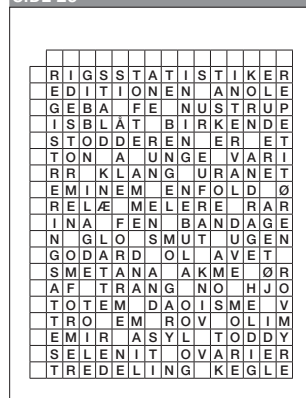 RIGSSTATISTIKER
EDITIONEN ANOLE
GEBA FE NUSTRUP
ISBLÅT BIRKENDE
STODDEREN ER ET
TON A UNGE VARI
RR KLANG URANET
EMINEM ENFOLD Ø
RELÆ MELERE RAR
INA FEN BANDAGE
N GLO SMUT UGEN
GODARD OL AVET
SMETANA AKME ØR
AF TRANG NO HJO
TOTEM DAOISME V
TRO EM ROV OLIM
EMIR ASYL TODDY
SELENIT OVARIER
TREDELING KEGLE